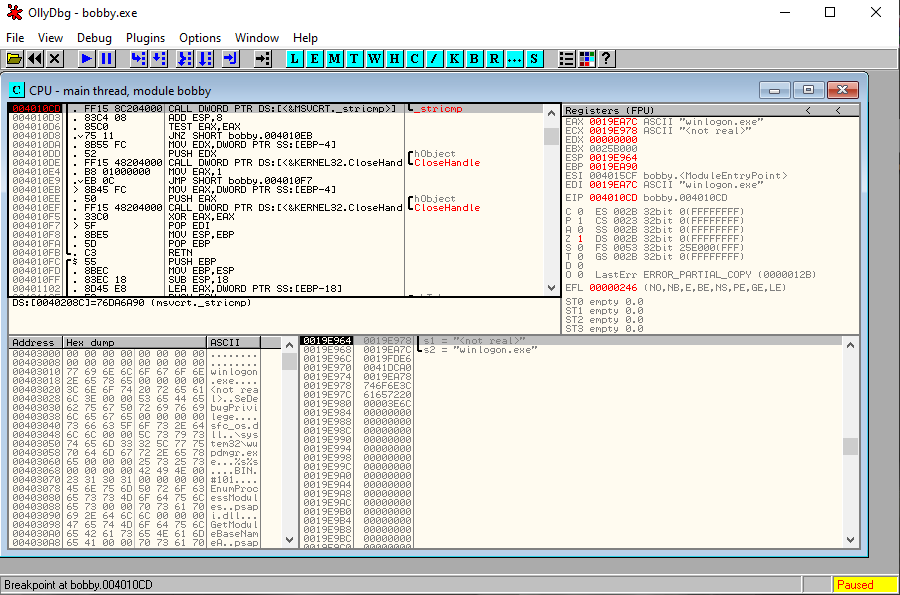 OllyDbg - bobby.exe
File View Debug Plugins Options Window Help
L E M T W H C / K B R ... S ?
C CPU - main thread, module bobby
004010CD . FF15 8C204000 CALL DWORD PTR DS:[<&MSVCRT._stricmp>] _stricmp
004010D3 . 83C4 08 ADD ESP,8
004010D6 . 85C0 TEST EAX,EAX
004010D8 . 75 11 JNZ SHORT bobby.004010EB
004010DA . 8B55 FC MOV EDX,DWORD PTR SS:[EBP-4]
004010DD . 52 PUSH EDX hObject
004010DE . FF15 48204000 CALL DWORD PTR DS:[<&KERNEL32.CloseHand CloseHandle
004010E4 . B8 01000000 MOV EAX,1
004010E9 . EB 0C JMP SHORT bobby.004010F7
004010EB > 8B45 FC MOV EAX,DWORD PTR SS:[EBP-4]
004010EE . 50 PUSH EAX hObject
004010EF . FF15 48204000 CALL DWORD PTR DS:[<&KERNEL32.CloseHand CloseHandle
004010F5 . 33C0 XOR EAX,EAX
004010F7 > 5F POP EDI
004010F8 . 8BE5 MOV ESP,EBP
004010FA . 5D POP EBP
004010FB . C3 RETN
004010FC $ 55 PUSH EBP
004010FD . 8BEC MOV EBP,ESP
004010FF . 83EC 18 SUB ESP,18
00401102 . 8D45 E8 LEA EAX,DWORD PTR SS:[EBP-18]
DS:[0040208C]=76DA6A90 (msvcrt._stricmp)
Registers (FPU) < <
EAX 0019EA7C ASCII "winlogon.exe"
ECX 0019E978 ASCII "<not real>"
EDX 00000000
EBX 0025B000
ESP 0019E964
EBP 0019EA90
ESI 004015CF bobby.<ModuleEntryPoint>
EDI 0019EA7C ASCII "winlogon.exe"
EIP 004010CD bobby.004010CD
C 0 ES 002B 32bit 0(FFFFFFFF)
P 1 CS 0023 32bit 0(FFFFFFFF)
A 0 SS 002B 32bit 0(FFFFFFFF)
Z 1 DS 002B 32bit 0(FFFFFFFF)
S 0 FS 0053 32bit 25E000(FFF)
T 0 GS 002B 32bit 0(FFFFFFFF)
D 0
O 0 LastErr ERROR_PARTIAL_COPY (0000012B)
EFL 00000246 (NO,NB,E,BE,NS,PE,GE,LE)
ST0 empty 0.0
ST1 empty 0.0
ST2 empty 0.0
ST3 empty 0.0
Address Hex dump ASCII
00403000 00 00 00 00 00 00 00 00 ........
00403008 00 00 00 00 00 00 00 00 ........
00403010 77 69 6E 6C 6F 67 6F 6E winlogon
00403018 2E 65 78 65 00 00 00 00 .exe....
00403020 3C 6E 6F 74 20 72 65 61 <not rea
00403028 6C 3E 00 00 53 65 44 65 l>..SeDe
00403030 62 75 67 50 72 69 76 69 bugPrivi
00403038 6C 65 67 65 00 00 00 00 lege....
00403040 73 66 63 5F 6F 73 2E 64 sfc_os.d
00403048 6C 6C 00 00 5C 73 79 73 ll..\sys
00403050 74 65 6D 33 32 5C 77 75 tem32\wu
00403058 70 64 6D 67 72 2E 65 78 pdmgr.ex
00403060 65 00 00 00 25 73 25 73 e...%s%s
00403068 00 00 00 00 42 49 4E 00 ....BIN.
00403070 23 31 30 31 00 00 00 00 #101....
00403078 45 6E 75 6D 50 72 6F 63 EnumProc
00403080 65 73 73 4D 6F 64 75 6C essModul
00403088 65 73 00 00 70 73 61 70 es..psap
00403090 69 2E 64 6C 6C 00 00 00 i.dll...
00403098 47 65 74 4D 6F 64 75 6C GetModul
004030A0 65 42 61 73 65 4E 61 6D eBaseNam
004030A8 65 41 00 00 70 73 61 70 eA..psap
0019E964 0019E978 s1 = "<not real>"
0019E968 0019EA7C s2 = "winlogon.exe"
0019E96C 0019FDE6
0019E970 0041DCA0
0019E974 0019EA78
0019E978 746F6E3C
0019E97C 61657220
0019E980 00003E6C
0019E984 00000000
0019E988 00000000
0019E98C 00000000
0019E990 00000000
0019E994 00000000
0019E998 00000000
0019E99C 00000000
0019E9A0 00000000
0019E9A4 00000000
0019E9A8 00000000
0019E9AC 00000000
0019E9B0 00000000
0019E9B4 00000000
0019E9B8 00000000
0019E9BC 00000000
0019E9C0 00000000
Breakpoint at bobby.004010CD
Paused